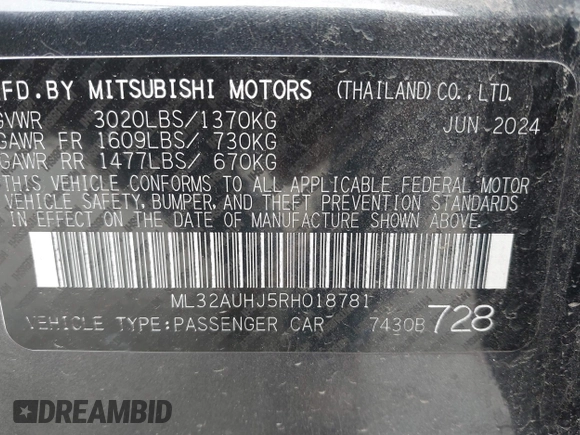 FD.BY MITSUBISHI MOTORS (THAILAND)CO.,LTD.
GVWR 3020LBS/1370KG JUN 2024
GAWR FR 1609LBS/ 730KG
GAWR RR 1477LBS/ 670KG
THIS VEHICLE CONFORMS TO ALL APPLICABLE FEDERAL MOTOR
VEHICLE SAFETY, BUMPER, AND THEFT PREVENTION STANDARDS
IN EFFECT ON THE DATE OF MANUFACTURE SHOWN ABOVE.
ML32AUHJ5RH018781
VEHICLE TYPE:PASSENGER CAR 7430B 728
DREAMBID